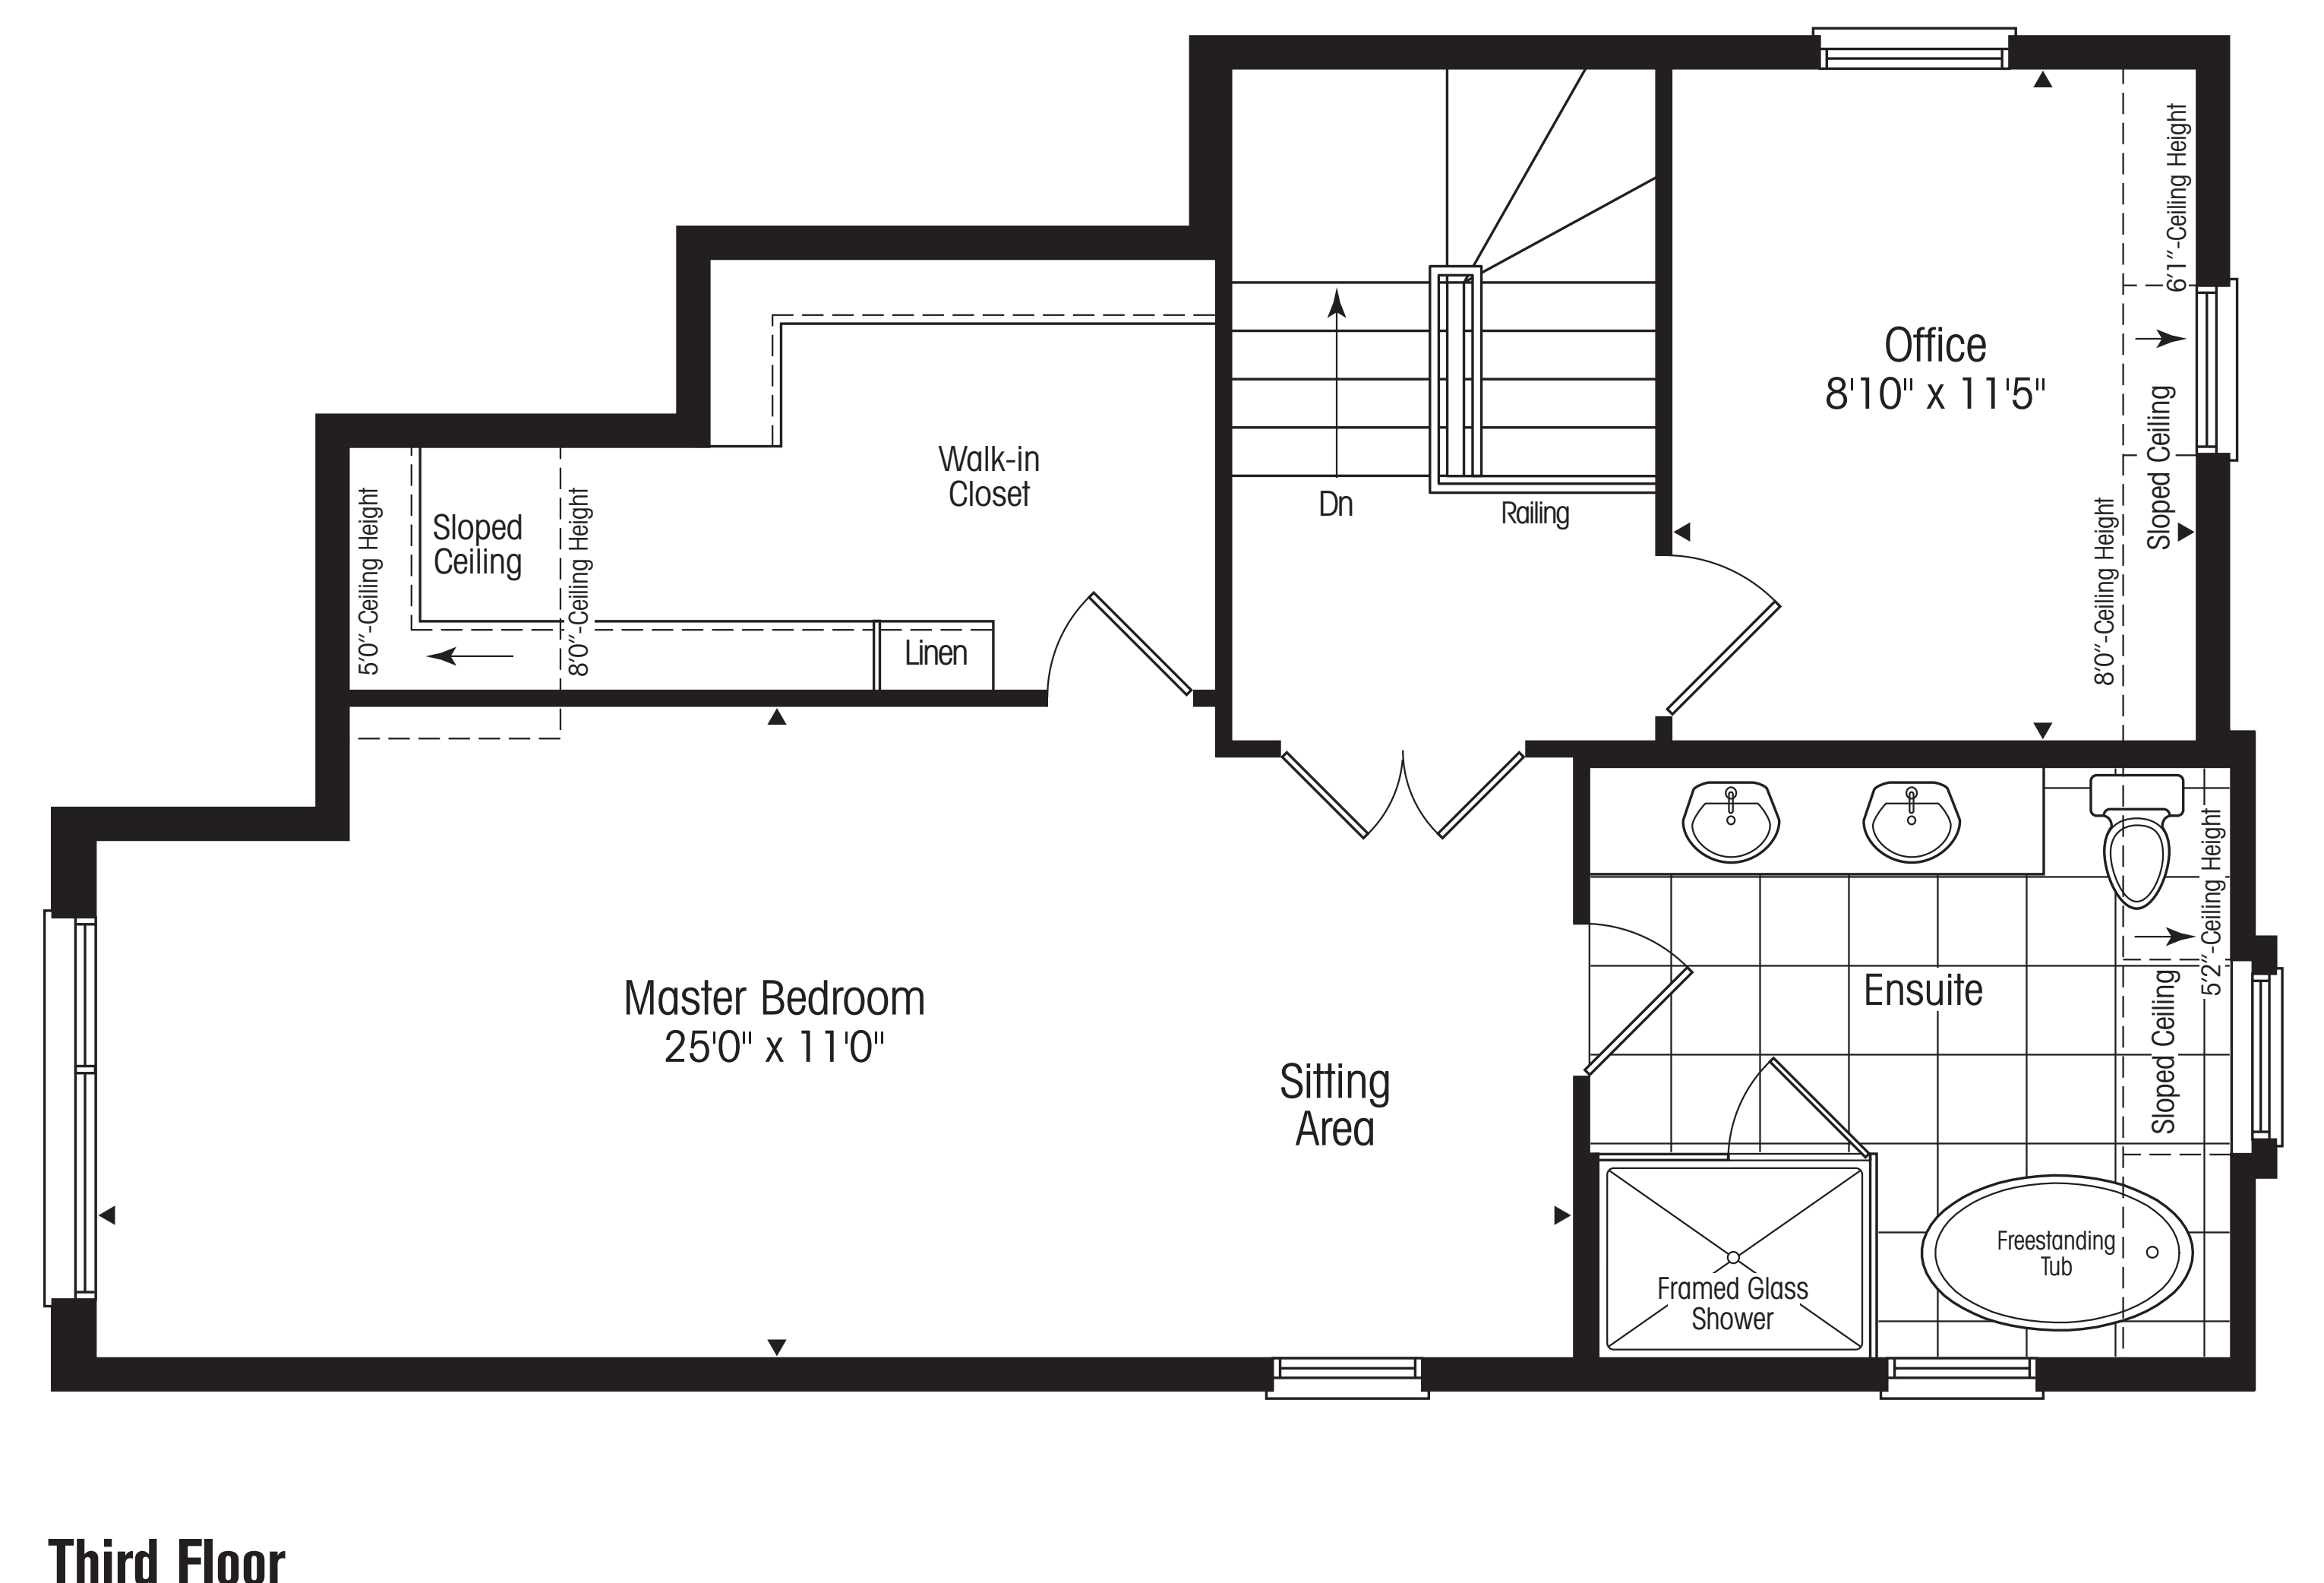 6'1"-Ceiling Height
Office
8'10" x 11'5"
Sloped Ceiling
8'0"-Ceiling Height
Walk-in
Closet
Dn
Railing
5'0"-Ceiling Height
Sloped
Ceiling
8'0"-Ceiling Height
Linen
5'2"-Ceiling Height
Ensuite
Sloped Ceiling
Master Bedroom
25'0" x 11'0"
Sitting
Area
Freestanding
Tub
Framed Glass
Shower
Third Floor